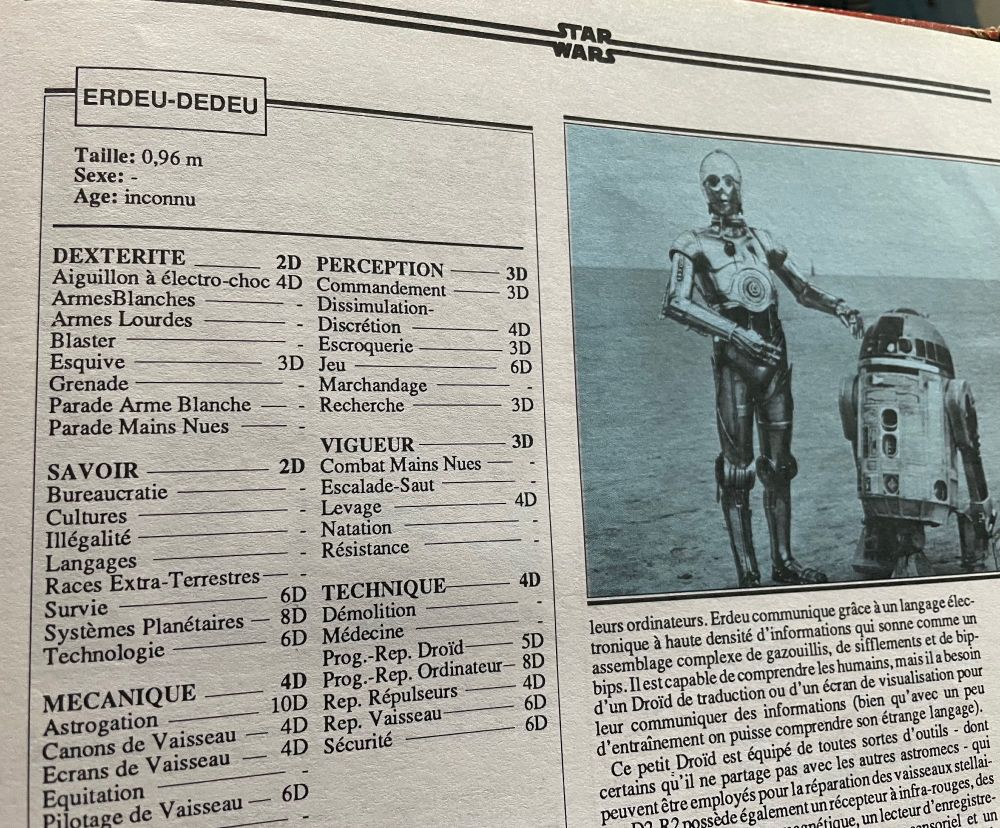 STAR
WARS
ERDEU-DEDEU
Taille: 0,96 m
Sexe: -
Age: inconnu
DEXTERITE 2D
Aiguillon à électro-choc 4D
ArmesBlanches -
Armes Lourdes -
Blaster -
Esquive 3D
Grenade -
Parade Arme Blanche -
Parade Mains Nues -
SAVOIR 2D
Bureaucratie -
Cultures -
Illégalité -
Langages -
Races Extra-Terrestres -
Survie 6D
Systèmes Planétaires 8D
Technologie 6D
MECANIQUE 4D
Astrogation 10D
Canons de Vaisseau 4D
Ecrans de Vaisseau 4D
Equitation -
Pilotage de Vaisseau 6D
PERCEPTION 3D
Commandement 3D
Dissimulation-
Discrétion 4D
Escroquerie 3D
Jeu 6D
Marchandage -
Recherche 3D
VIGUEUR 3D
Combat Mains Nues -
Escalade-Saut -
Levage 4D
Natation -
Résistance -
TECHNIQUE 4D
Démolition -
Médecine -
Prog.-Rep. Droïd 5D
Prog.-Rep. Ordinateur 8D
Rep. Répulseurs 4D
Rep. Vaisseau 6D
Sécurité 6D
leurs ordinateurs. Erdeu communique grâce à un langage élec-
tronique à haute densité d'informations qui sonne comme un
assemblage complexe de gazouillis, de sifflements et de bip-
bips. Il est capable de comprendre les humains, mais il a besoin
d'un Droïd de traduction ou d'un écran de visualisation pour
leur communiquer des informations (bien qu'avec un peu
d'entraînement on puisse comprendre son étrange langage).
Ce petit Droïd est équipé de toutes sortes d'outils - dont
certains qu'il ne partage pas avec les autres astromecs - qui
peuvent être employés pour la réparation des vaisseaux stellai-
D2 R2 possède également un récepteur à infra-rouges, des
un lecteur d'enregistre-
et un